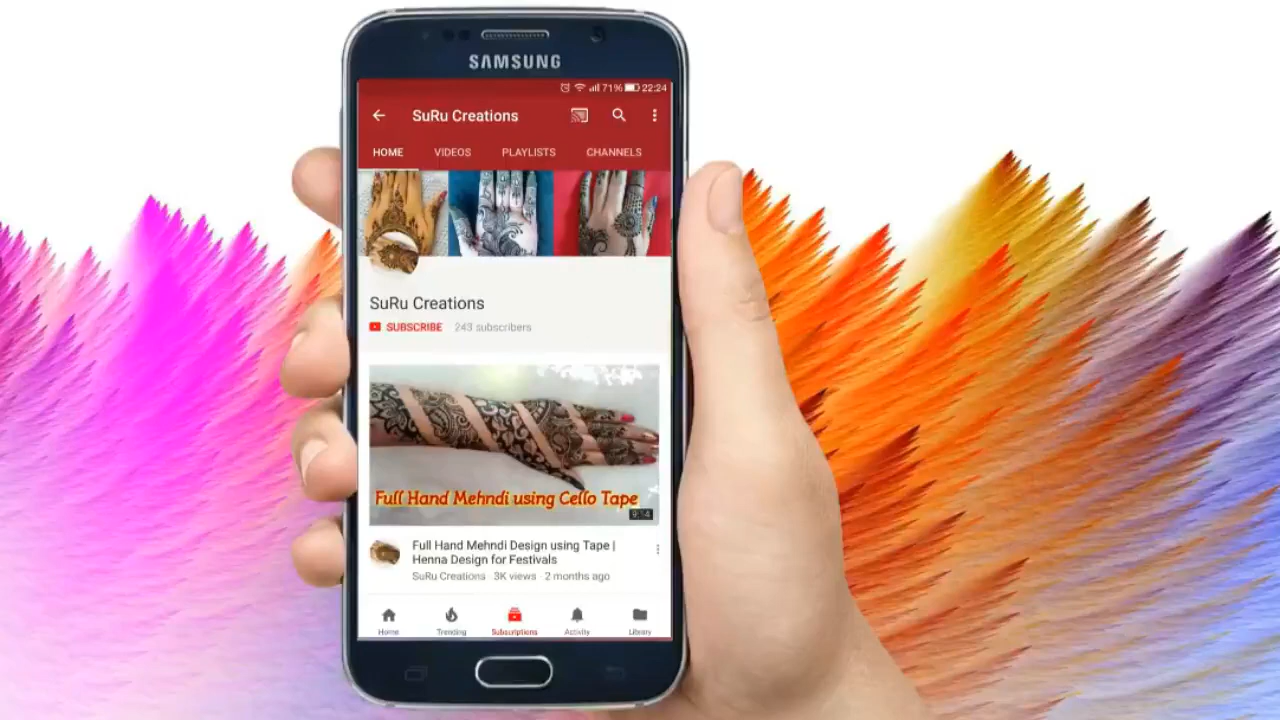 SAMSUNG
71% 22:24
SuRu Creations
HOME VIDEOS PLAYLISTS CHANNELS
SuRu Creations
SUBSCRIBE 243 subscribers
Full Hand Mehndi using Cello Tape
9:14
Full Hand Mehndi Design using Tape |
Henna Design for Festivals
SuRu Creations · 3K views · 2 months ago
Home Trending Subscriptions Activity Library